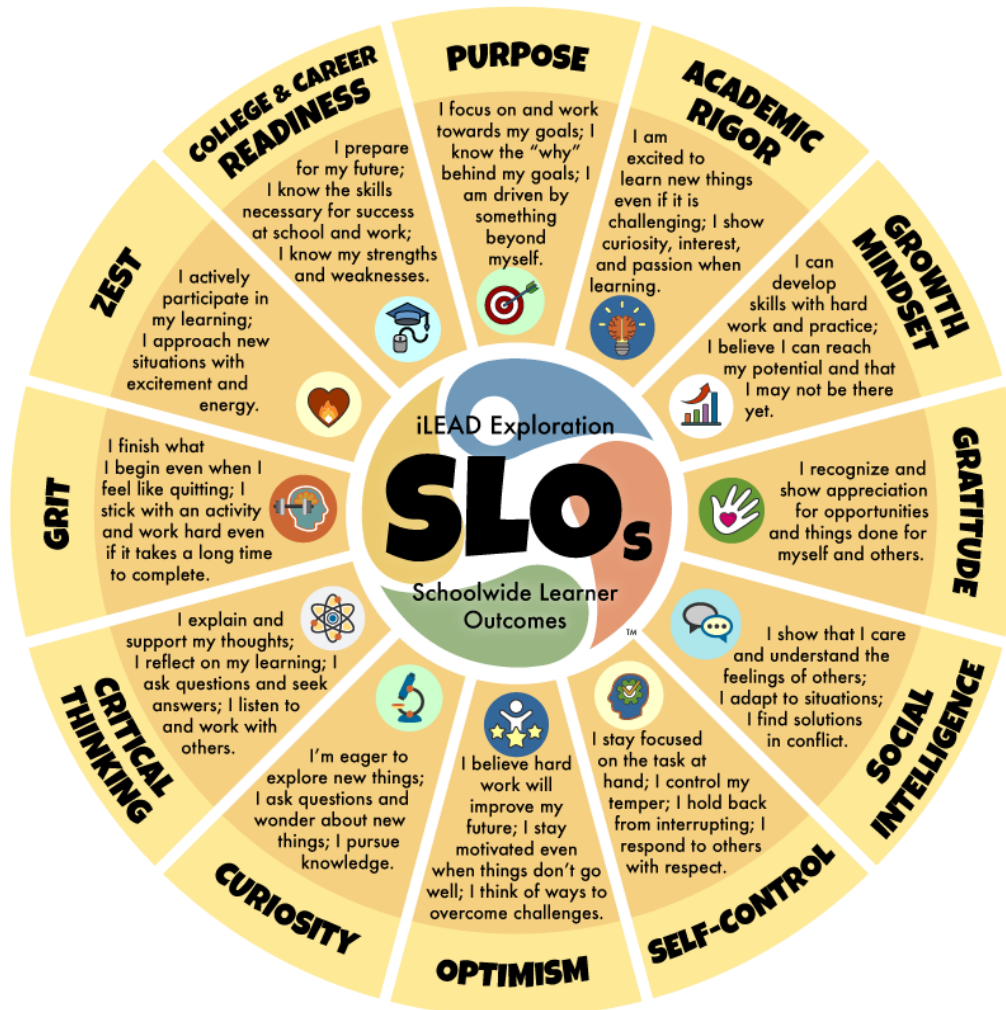 iLEAD Exploration
SLOs
Schoolwide Learner
Outcomes
TM
PURPOSE
I focus on and work
towards my goals; I
know the “why”
behind my goals; I
am driven by
something
beyond
myself.
ACADEMIC
RIGOR
I am
excited to
learn new things
even if it is
challenging; I show
curiosity, interest,
and passion when
learning.
GROWTH
MINDSET
I can
develop
skills with hard
work and practice;
I believe I can reach
my potential and that
I may not be there
yet.
GRATITUDE
I recognize and
show appreciation
for opportunities
and things done for
myself and others.
SOCIAL
INTELLIGENCE
I show that I care
and understand the
feelings of others;
I adapt to situations;
I find solutions
in conflict.
SELF-CONTROL
I stay focused
on the task at
hand; I control my
temper; I hold back
from interrupting; I
respond to others
with respect.
OPTIMISM
I believe hard
work will
improve my
future; I stay
motivated even
when things don’t go
well; I think of ways to
overcome challenges.
CURIOSITY
I’m eager to
explore new things;
I ask questions and
wonder about new
things; I pursue
knowledge.
CRITICAL
THINKING
I explain and
support my thoughts;
I reflect on my learning; I
ask questions and seek
answers; I listen to
and work with
others.
GRIT
I finish what
I begin even when I
feel like quitting; I
stick with an activity
and work hard even
if it takes a long time
to complete.
ZEST
I actively
participate in
my learning;
I approach new
situations with
excitement and
energy.
COLLEGE & CAREER
READINESS
I prepare
for my future;
I know the skills
necessary for success
at school and work;
I know my strengths
and weaknesses.